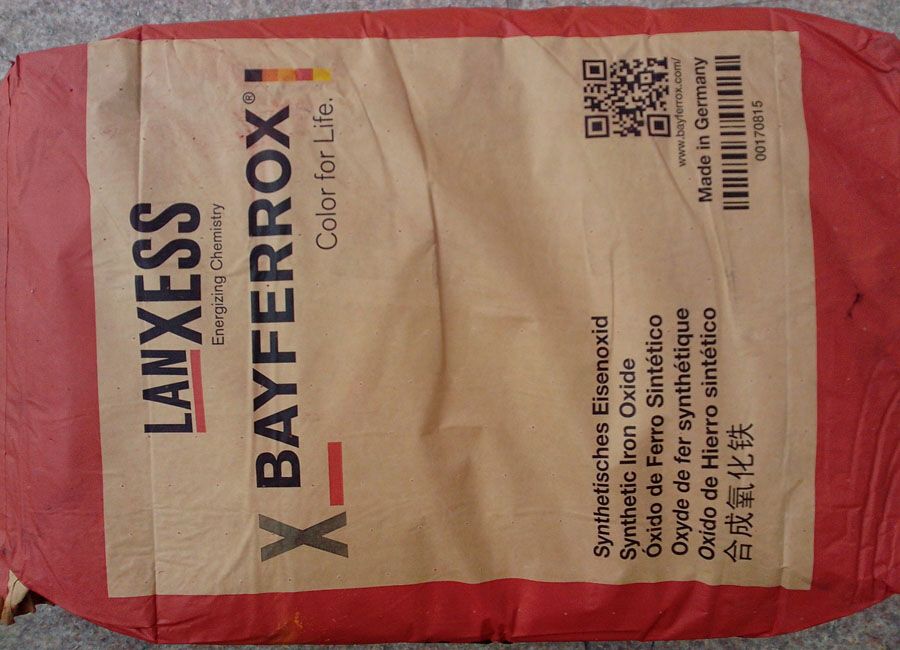 LANXESS
Energizing Chemistry
X BAYFERROX®
Color for Life.
Synthetisches Eisenoxid
Synthetic Iron Oxide
Óxido de Ferro Sintético
Oxyde de fer synthétique
Oxido de Hierro sintético
合成氧化铁
www.bayferrox.com/
Made in Germany
00170815